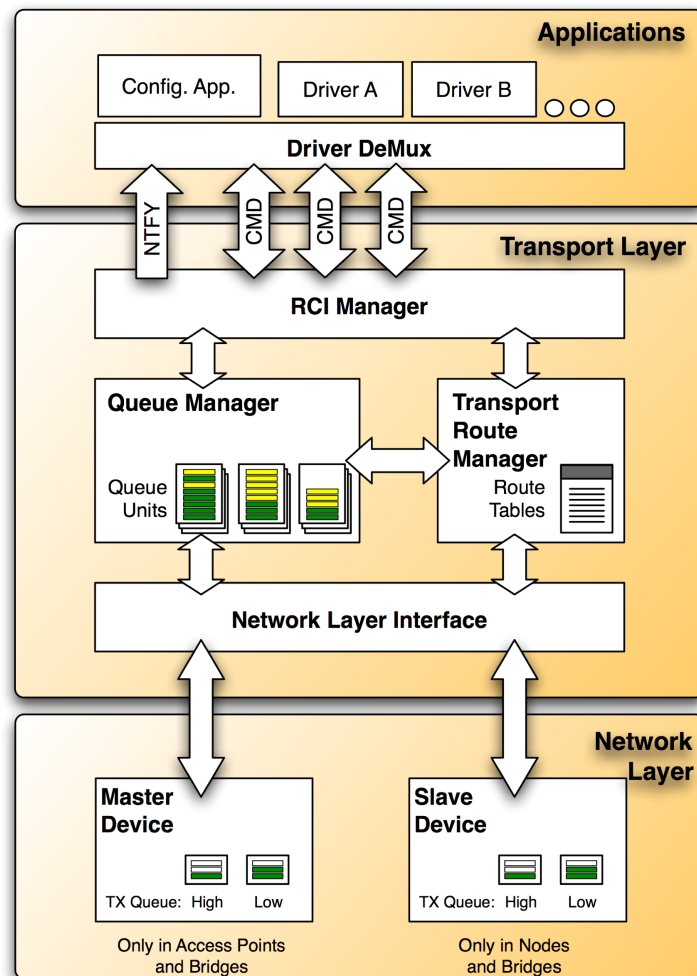 Applications
Config. App.
Driver A
Driver B
Driver DeMux
NTFY
CMD
CMD
CMD
Transport Layer
RCI Manager
Queue Manager
Queue
Units
Transport
Route
Manager
Route
Tables
Network Layer Interface
Network
Layer
Master
Device
TX Queue: High Low
Slave
Device
TX Queue: High Low
Only in Access Points
and Bridges
Only in Nodes
and Bridges